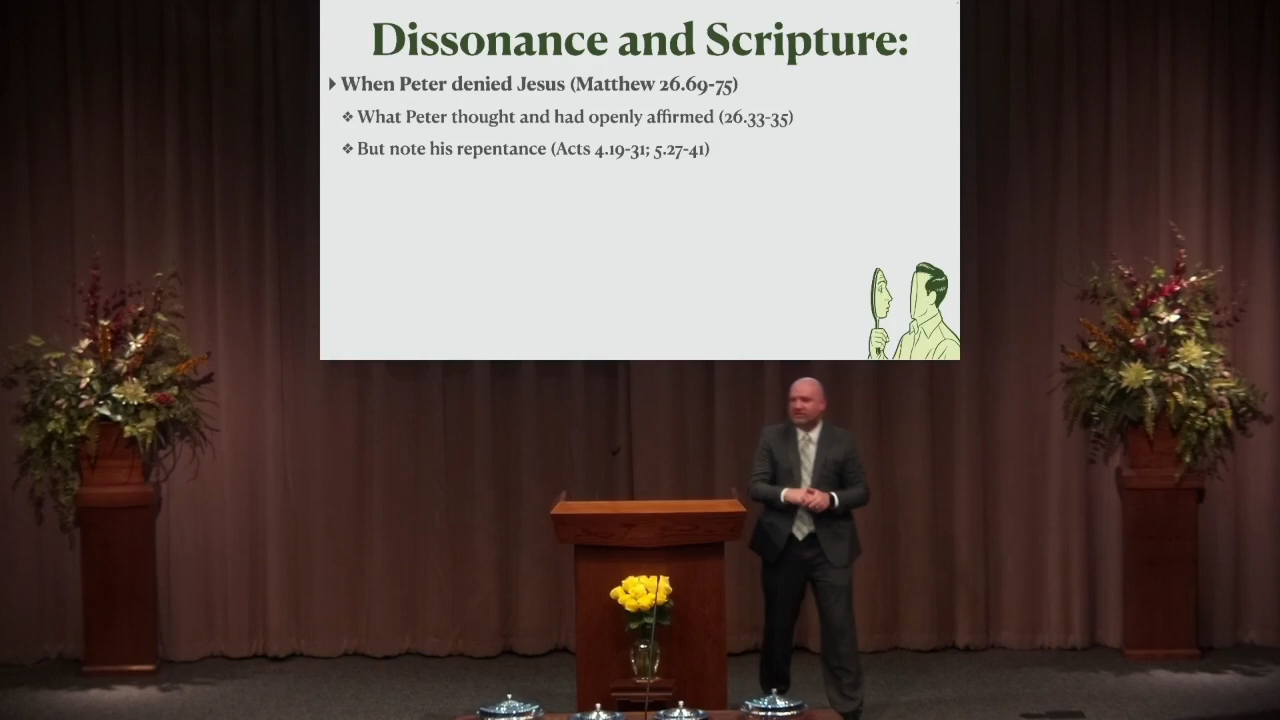 Dissonance and Scripture:
When Peter denied Jesus (Matthew 26.69-75)
What Peter thought and had openly affirmed (26.33-35)
But note his repentance (Acts 4.19-31; 5.27-41)